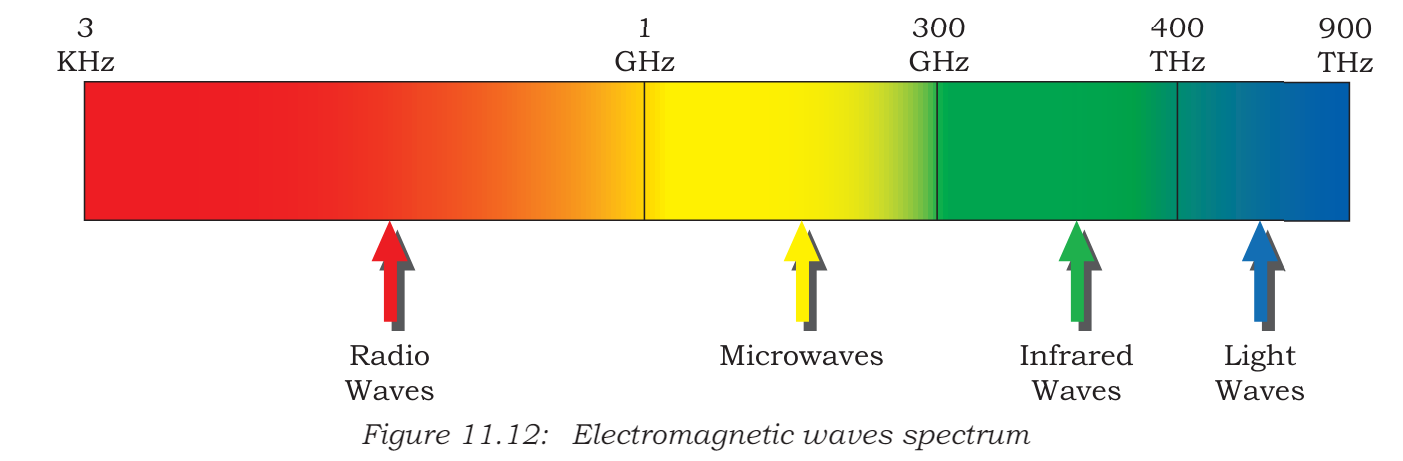 3 1 300 400 900
KHz GHz GHz THz THz
Radio Microwaves Infrared Light
Waves Waves Waves
Figure 11.12: Electromagnetic waves spectrum